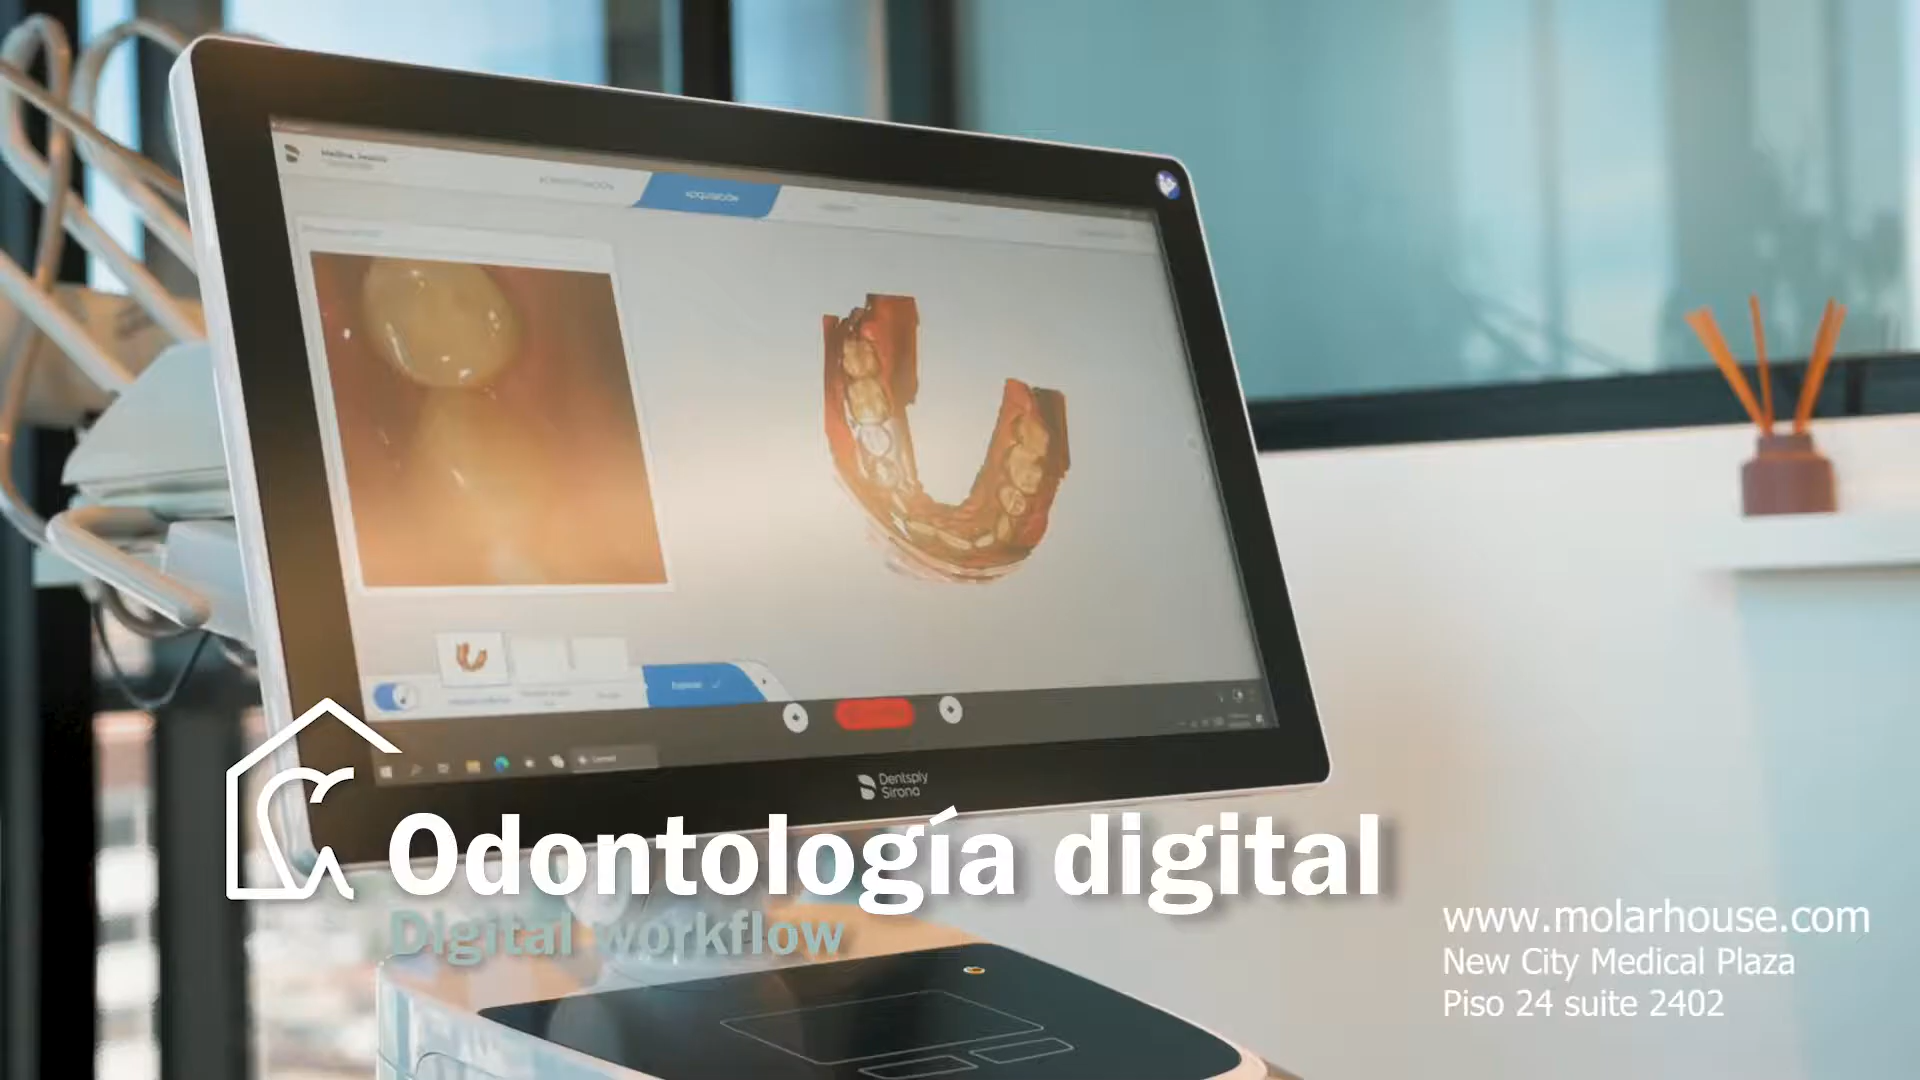 Dentsply
Sirona
Odontología digital
Digital workflow
www.molarhouse.com
New City Medical Plaza
Piso 24 suite 2402